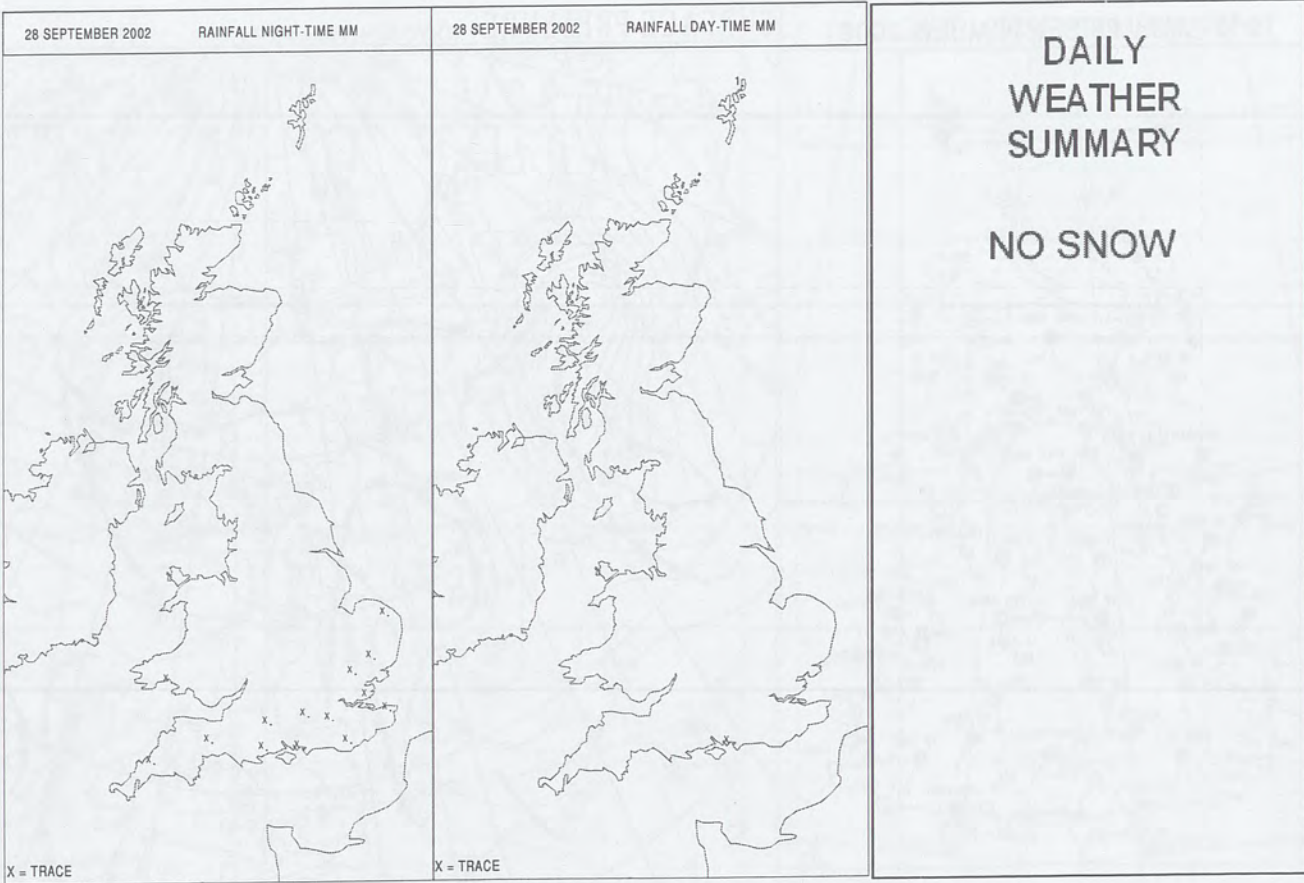 28 SEPTEMBER 2002 RAINFALL NIGHT-TIME MM
X.
X.
X.
X
X.
X.
X.
X.
X.
X.
X
X.
X = TRACE
28 SEPTEMBER 2002 RAINFALL DAY-TIME MM
1
X
X = TRACE
DAILY
WEATHER
SUMMARY
NO SNOW